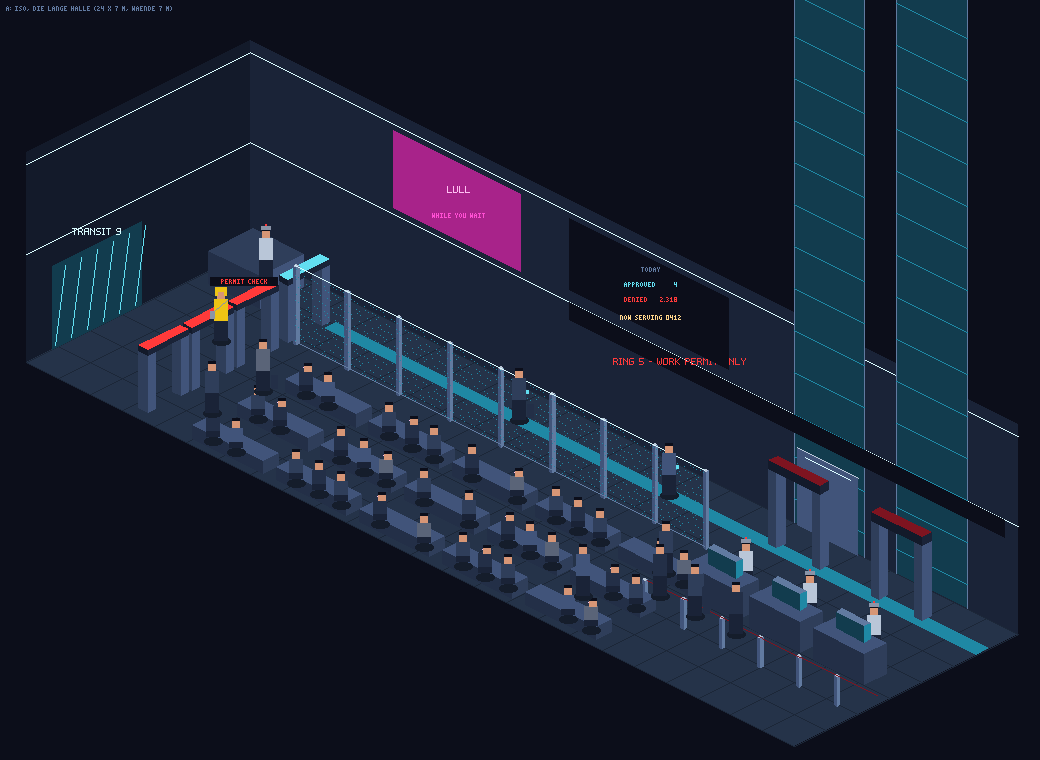 A: ISO, DIE LANGE HALLE (24 X 7 M, WAENDE 7 M)
LULL
WHILE YOU WAIT
TRANSIT 9
TODAY
APPROVED 4
DENIED 2.318
NOW SERVING 0412
PERMIT CHECK
RING 5 - WORK PERM